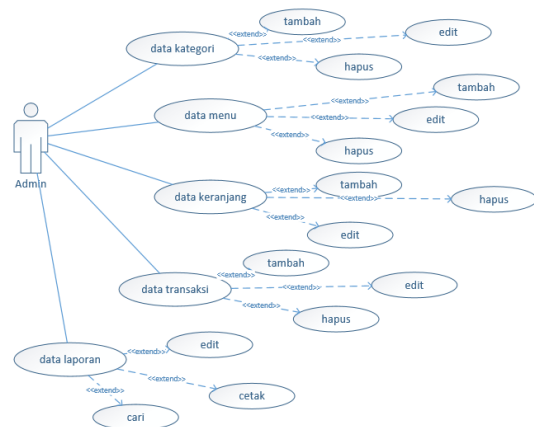 tambah
<<extend>>
data kategori
<<extend>>
edit
<<extend>>
hapus
tambah
<<extend>>
data menu
<<extend>>
edit
<<extend>>
hapus
Admin
<<extend>>
tambah
data keranjang
<<extend>>
hapus
<<extend>>
edit
tambah
<<extend>>
data transaksi
<<extend>>
edit
<<extend>>
hapus
edit
data laporan
<<extend>>
<<extend>>
cetak
<<extend>>
cari